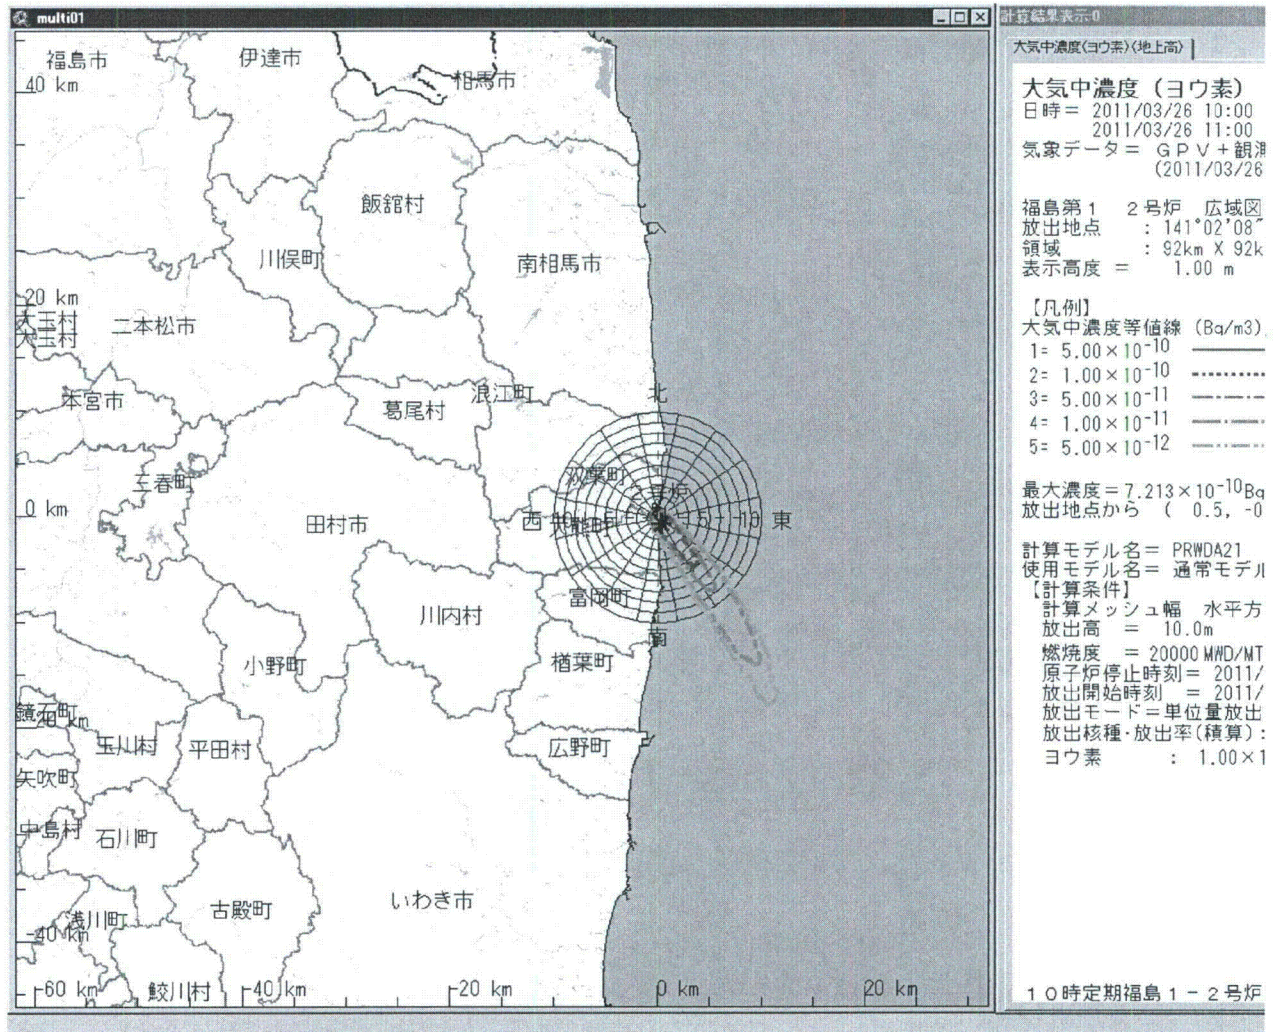 multi01
福島市
伊達市
相馬市
40 km
飯舘村
川俣町
南相馬市
20 km
大玉村
大玉村
二本松市
本宮市
浪江町
葛尾村
北
三春町
双葉町
0 km
田村市
西
東
富岡町
川内村
南
小野町
楢葉町
鏡石町
玉川村
平田村
広野町
矢吹町
中島村
石川町
いわき市
古殿町
浅川町
-40 km
鮫川村
-60 km
-40 km
-20 km
0 km
20 km
計算結果表示:0
大気中濃度(ヨウ素)(地上高)
大気中濃度(ヨウ素)
日時= 2011/03/26 10:00
2011/03/26 11:00
気象データ= GPV+観測
(2011/03/26
福島第1 2号炉 広域図
放出地点 : 141°02'08"
領域 : 92km X 92k
表示高度 = 1.00 m
【凡例】
大気中濃度等値線 (Bq/m3)
1= 5.00×10-10
2= 1.00×10-10
3= 5.00×10-11
4= 1.00×10-11
5= 5.00×10-12
最大濃度=7.213×10-10Bq
放出地点から ( 0.5, -0
計算モデル名= PRWDA21
使用モデル名= 通常モデル
【計算条件】
計算メッシュ幅 水平方
放出高 = 10.0m
燃焼度 = 20000MWD/MT
原子炉停止時刻= 2011/
放出開始時刻 = 2011/
放出モード=単位量放出
放出核種・放出率(積算):
ヨウ素 : 1.00×1
10時定期福島1-2号炉